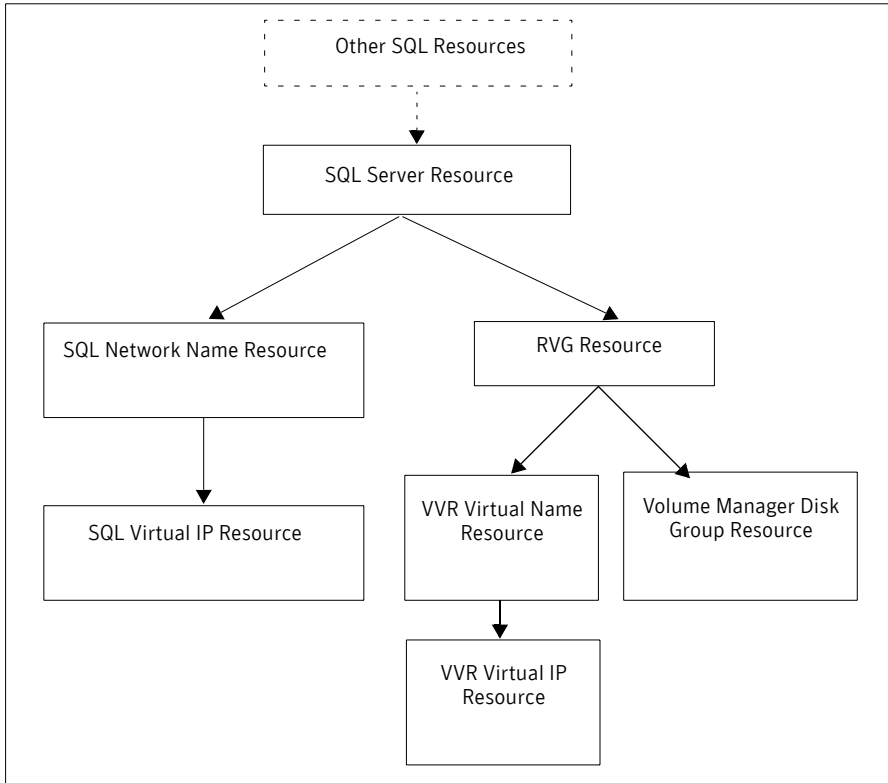 Other SQL Resources
SQL Server Resource
SQL Network Name Resource
RVG Resource
SQL Virtual IP Resource
VVR Virtual Name
Resource
Volume Manager Disk
Group Resource
VVR Virtual IP
Resource